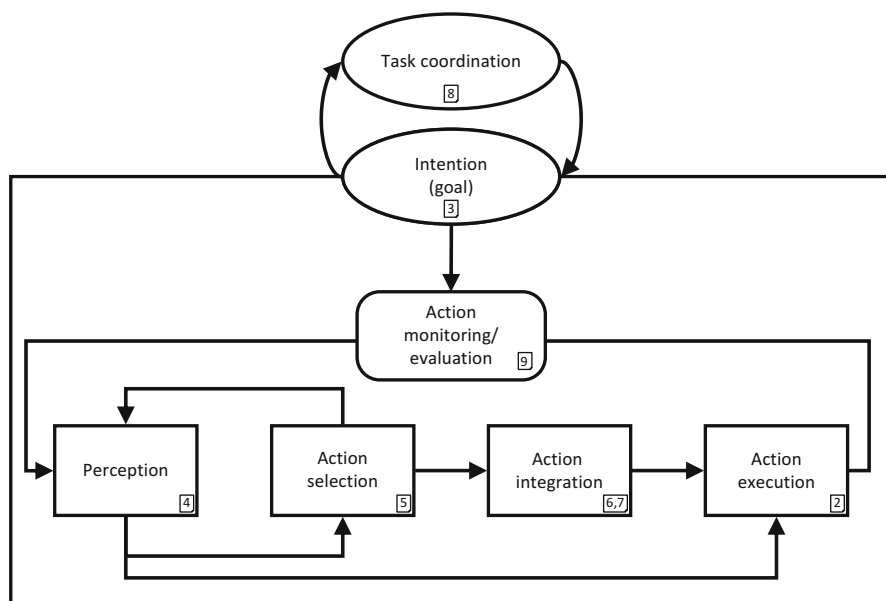 Task coordination
8
Intention
(goal)
3
Action
monitoring/
evaluation
9
Perception
4
Action
selection
5
Action
integration
6,7
Action
execution
2